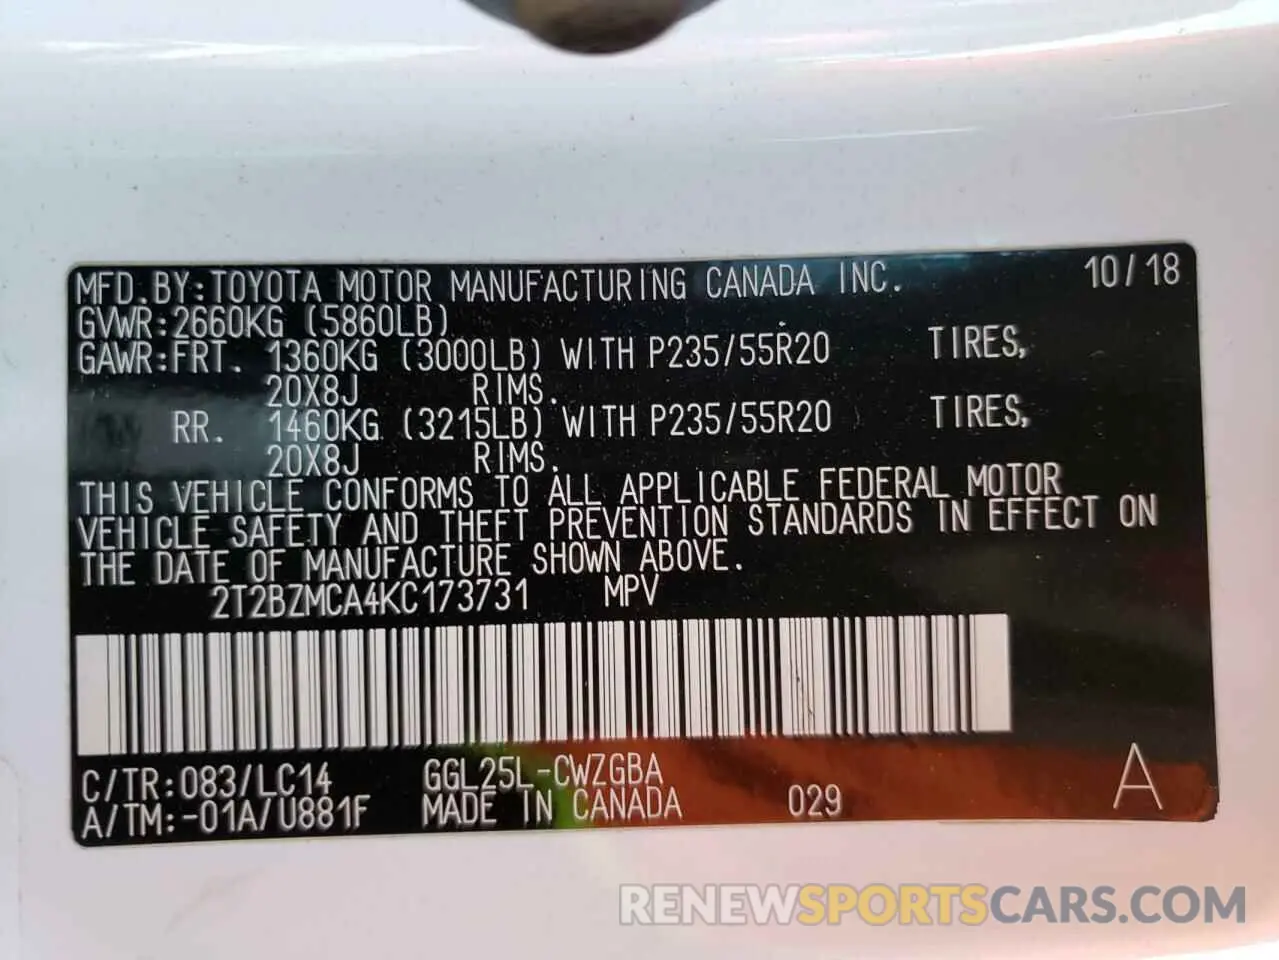 MFD.BY:TOYOTA MOTOR MANUFACTURING CANADA INC. 10/18
GVWR:2660KG (5860LB)
GAWR:FRT. 1360KG (3000LB) WITH P235/55R20 TIRES,
20X8J RIMS.
RR. 1460KG (3215LB) WITH P235/55R20 TIRES,
20X8J RIMS.
THIS VEHICLE CONFORMS TO ALL APPLICABLE FEDERAL MOTOR
VEHICLE SAFETY AND THEFT PREVENTION STANDARDS IN EFFECT ON
THE DATE OF MANUFACTURE SHOWN ABOVE.
2T2BZMCA4KC173731 MPV
C/TR:083/LC14 GGL25L-CWZGBA A
A/TM:-01A/U881F MADE IN CANADA 029
RENEWSPORTSCARS.COM